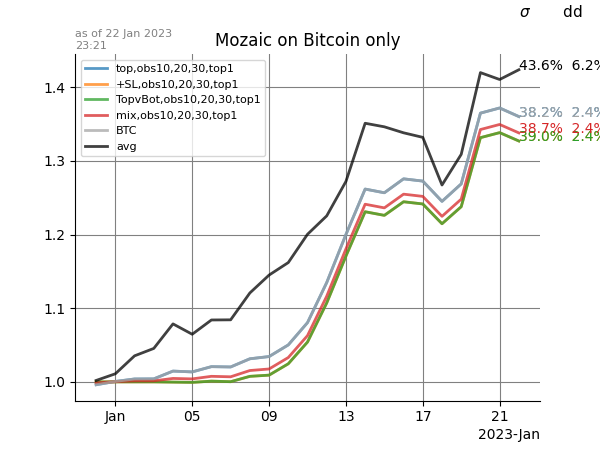 σ dd
as of 22 Jan 2023
23:21
Mozaic on Bitcoin only
top,obs10,20,30,top1
+SL,obs10,20,30,top1
TopvBot,obs10,20,30,top1
mix,obs10,20,30,top1
BTC
avg
43.6% 6.2%
38.2% 2.4%
38.7% 2.4%
39.0% 2.4%
1.4
1.3
1.2
1.1
1.0
Jan 05 09 13 17 21
2023-Jan